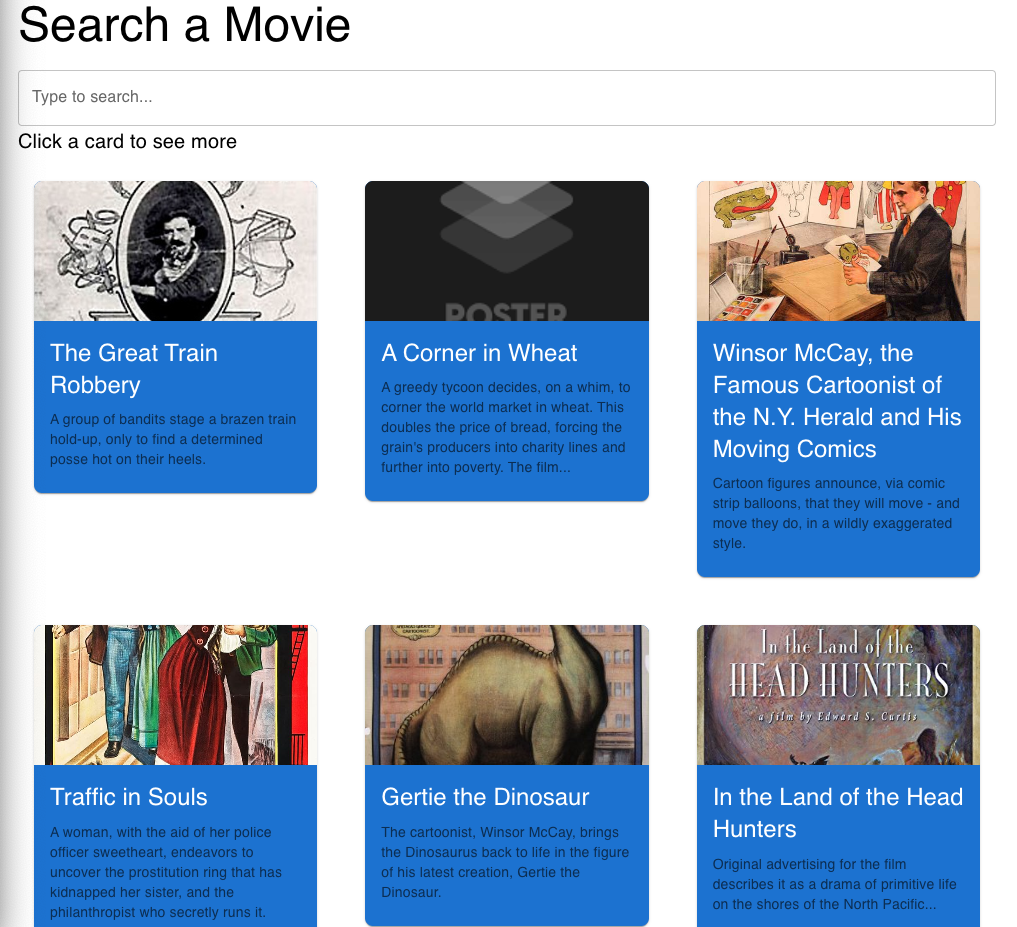 Search a Movie
Type to search...
Click a card to see more
The Great Train
Robbery
A group of bandits stage a brazen train
hold-up, only to find a determined
posse hot on their heels.
POSTER
A Corner in Wheat
A greedy tycoon decides, on a whim, to
corner the world market in wheat. This
doubles the price of bread, forcing the
grain's producers into charity lines and
further into poverty. The film...
Winsor McCay, the
Famous Cartoonist of
the N.Y. Herald and His
Moving Comics
Cartoon figures announce, via comic
strip balloons, that they will move - and
move they do, in a wildly exaggerated
style.
Traffic in Souls
A woman, with the aid of her police
officer sweetheart, endeavors to
uncover the prostitution ring that has
kidnapped her sister, and the
philanthropist who secretly runs it.
Gertie the Dinosaur
The cartoonist, Winsor McCay, brings
the Dinosaurus back to life in the figure
of his latest creation, Gertie the
Dinosaur.
In the Land of the
HEAD HUNTERS
a film by Edward S. Curtis
In the Land of the Head
Hunters
Original advertising for the film
describes it as a drama of primitive life
on the shores of the North Pacific...